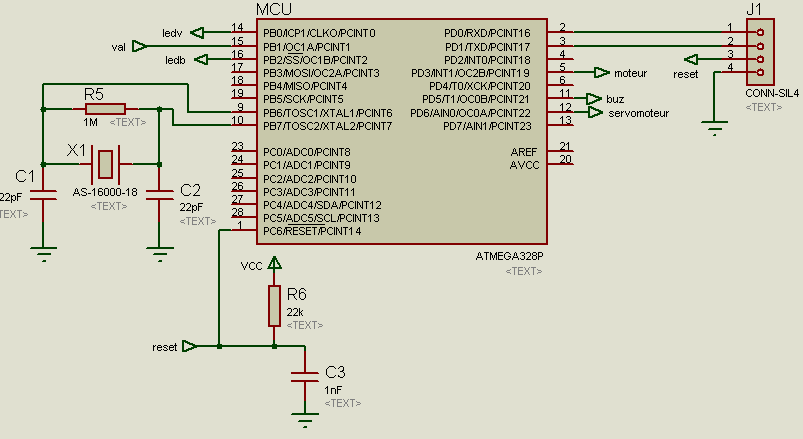 MCU
J1
ledv
14
PB0/ICP1/CLKO/PCINT0
PD0/RXD/PCINT16
2
1
val
15
PB1/OC1A/PCINT1
PD1/TXD/PCINT17
3
2
ledb
16
PB2/SS/OC1B/PCINT2
PD2/INT0/PCINT18
4
reset
3
17
PB3/MOSI/OC2A/PCINT3
PD3/INT1/OC2B/PCINT19
5
moteur
4
18
PB4/MISO/PCINT4
PD4/T0/XCK/PCINT20
6
19
PB5/SCK/PCINT5
PD5/T1/OC0B/PCINT21
11
buz
CONN-SIL4
<TEXT>
R5
1M
<TEXT>
9
PB6/TOSC1/XTAL1/PCINT6
PD6/AIN0/OC0A/PCINT22
12
servomoteur
10
PB7/TOSC2/XTAL2/PCINT7
PD7/AIN1/PCINT23
13
23
PC0/ADC0/PCINT8
AREF
21
24
PC1/ADC1/PCINT9
AVCC
20
25
PC2/ADC2/PCINT10
26
PC3/ADC3/PCINT11
27
PC4/ADC4/SDA/PCINT12
28
PC5/ADC5/SCL/PCINT13
1
PC6/RESET/PCINT14
ATMEGA328P
<TEXT>
X1
AS-16000-18
<TEXT>
C1
22pF
TEXT>
C2
22pF
<TEXT>
VCC
R6
22k
<TEXT>
reset
C3
1nF
<TEXT>